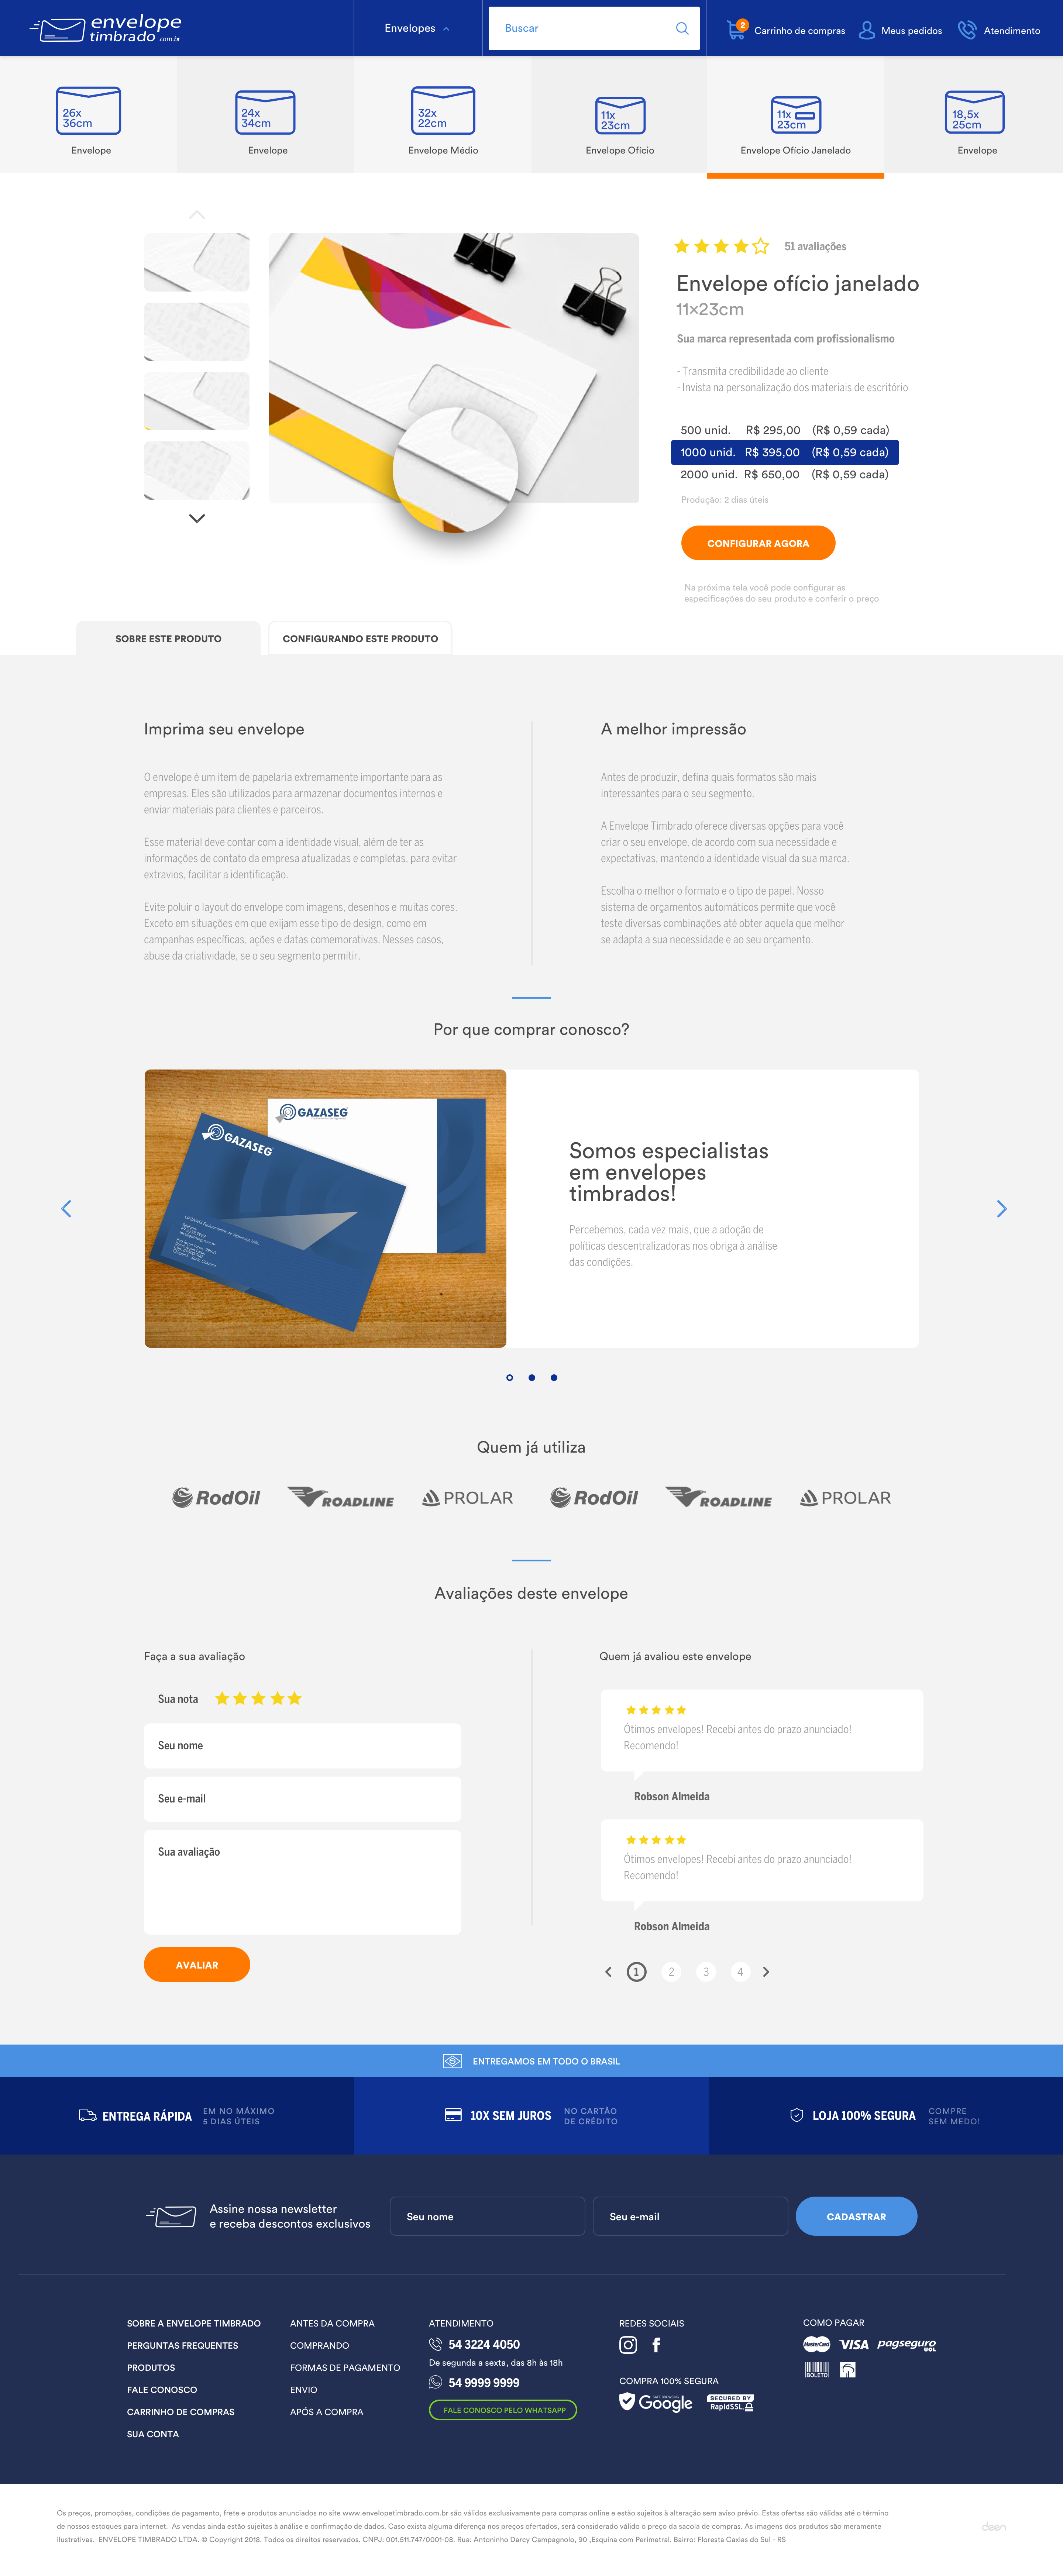 envelope
timbrado .com.br
Envelopes
Buscar
2
Carrinho de compras
Meus pedidos
Atendimento
26x
36cm
Envelope
24x
34cm
Envelope
32x
22cm
Envelope Médio
11x
23cm
Envelope Ofício
11x
23cm
Envelope Ofício Janelado
18,5x
25cm
Envelope
51 avaliações
Envelope ofício janelado
11x23cm
Sua marca representada com profissionalismo
- Transmita credibilidade ao cliente
- Invista na personalização dos materiais de escritório
500 unid. R$ 295,00 (R$ 0,59 cada)
1000 unid. R$ 395,00 (R$ 0,59 cada)
2000 unid. R$ 650,00 (R$ 0,59 cada)
Produção: 2 dias úteis
CONFIGURAR AGORA
Na próxima tela você pode configurar as
especificações do seu produto e conferir o preço
SOBRE ESTE PRODUTO
CONFIGURANDO ESTE PRODUTO
Imprima seu envelope
O envelope é um item de papelaria extremamente importante para as
empresas. Eles são utilizados para armazenar documentos internos e
enviar materiais para clientes e parceiros.
Esse material deve contar com a identidade visual, além de ter as
informações de contato da empresa atualizadas e completas, para evitar
extravios, facilitar a identificação.
Evite poluir o layout do envelope com imagens, desenhos e muitas cores.
Exceto em situações em que exijam esse tipo de design, como em
campanhas específicas, ações e datas comemorativas. Nesses casos,
abuse da criatividade, se o seu segmento permitir.
A melhor impressão
Antes de produzir, defina quais formatos são mais
interessantes para o seu segmento.
A Envelope Timbrado oferece diversas opções para você
criar o seu envelope, de acordo com sua necessidade e
expectativas, mantendo a identidade visual da sua marca.
Escolha o melhor o formato e o tipo de papel. Nosso
sistema de orçamentos automáticos permite que você
teste diversas combinações até obter aquela que melhor
se adapta a sua necessidade e ao seu orçamento.
Por que comprar conosco?
GAZASEG
GAZASEG
Somos especialistas
em envelopes
timbrados!
Percebemos, cada vez mais, que a adoção de
políticas descentralizadoras nos obriga à análise
das condições.
Quem já utiliza
RodOil
ROADLINE
PROLAR
RodOil
ROADLINE
PROLAR
Avaliações deste envelope
Faça a sua avaliação
Sua nota
Seu nome
Seu e-mail
Sua avaliação
AVALIAR
Quem já avaliou este envelope
Ótimos envelopes! Recebi antes do prazo anunciado!
Recomendo!
Robson Almeida
Ótimos envelopes! Recebi antes do prazo anunciado!
Recomendo!
Robson Almeida
1 2 3 4
ENTREGAMOS EM TODO O BRASIL
ENTREGA RÁPIDA
EM NO MÁXIMO
5 DIAS ÚTEIS
10X SEM JUROS
NO CARTÃO
DE CRÉDITO
LOJA 100% SEGURA
COMPRE
SEM MEDO!
Assine nossa newsletter
e receba descontos exclusivos
Seu nome
Seu e-mail
CADASTRAR
SOBRE A ENVELOPE TIMBRADO
PERGUNTAS FREQUENTES
PRODUTOS
FALE CONOSCO
CARRINHO DE COMPRAS
SUA CONTA
ANTES DA COMPRA
COMPRANDO
FORMAS DE PAGAMENTO
ENVIO
APÓS A COMPRA
ATENDIMENTO
54 3224 4050
De segunda a sexta, das 8h às 18h
54 9999 9999
FALE CONOSCO PELO WHATSAPP
REDES SOCIAIS
COMPRA 100% SEGURA
SAFE BROWSING
Google
SECURED BY
RapidSSL
COMO PAGAR
MasterCard
VISA
pagseguro
UOL
BOLETO
Os preços, promoções, condições de pagamento, frete e produtos anunciados no site www.envelopetimbrado.com.br são válidos exclusivamente para compras online e estão sujeitos à alteração sem aviso prévio. Estas ofertas são válidas até o término
de nossos estoques para internet. As vendas ainda estão sujeitas à análise e confirmação de dados. Caso exista alguma diferença nos preços ofertados, será considerado válido o preço da sacola de compras. As imagens dos produtos são meramente
ilustrativas. ENVELOPE TIMBRADO LTDA. © Copyright 2018. Todos os direitos reservados. CNPJ: 001.511.747/0001-08. Rua: Antoninho Darcy Campagnolo, 90 ,Esquina com Perimetral. Bairro: Floresta Caxias do Sul - RS
deen